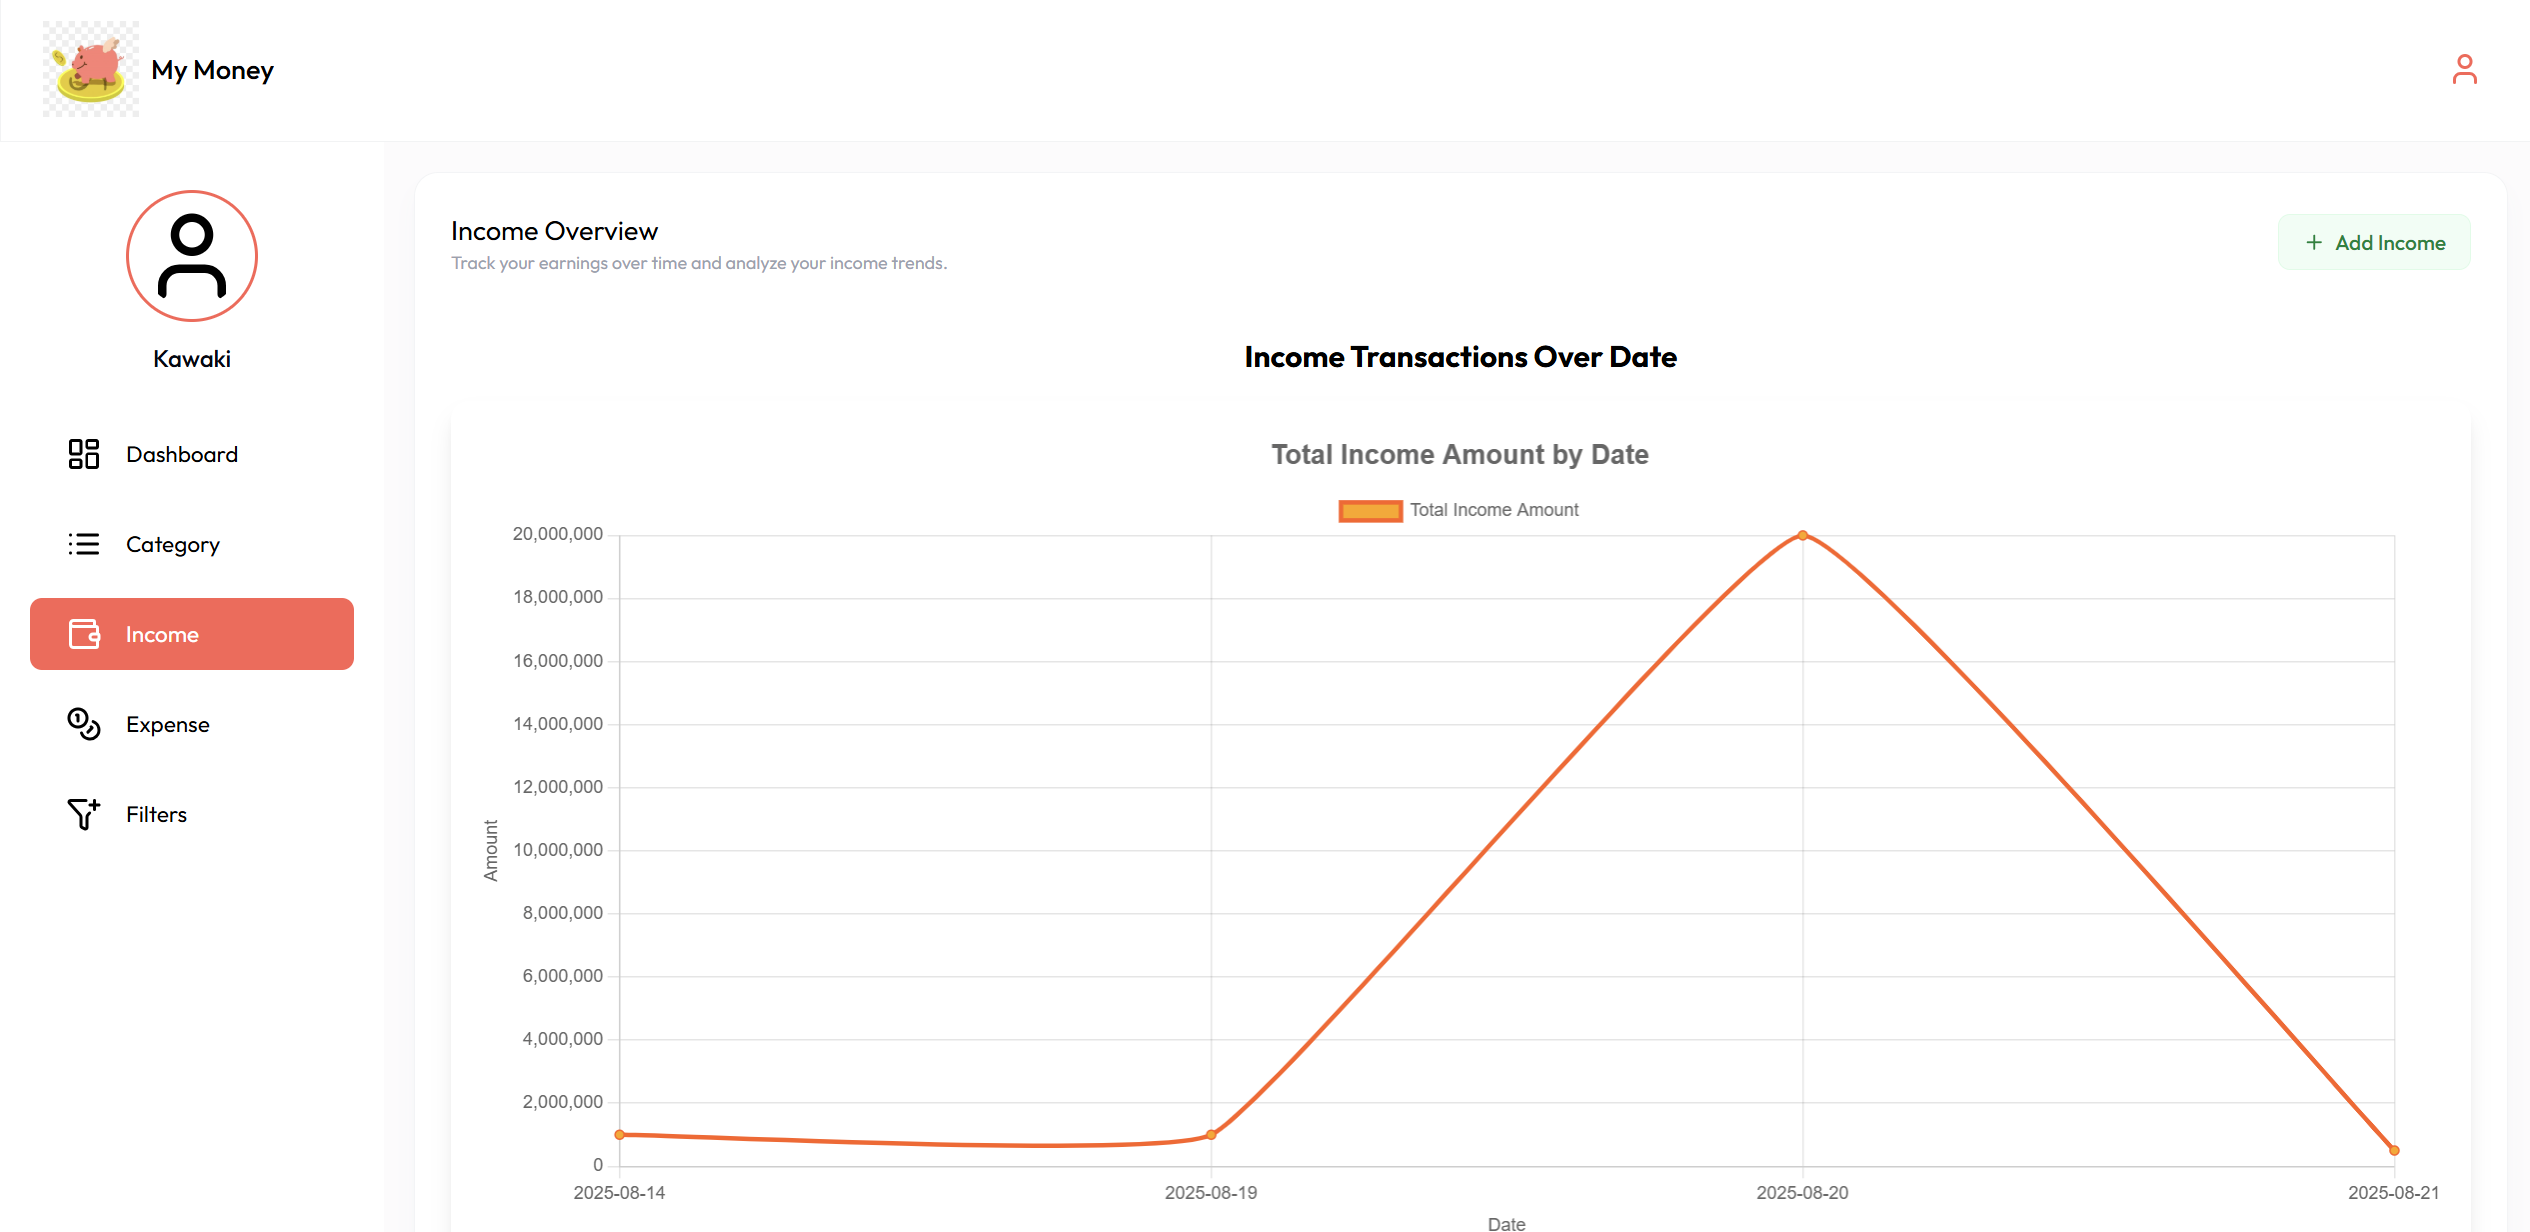 My Money
Kawaki
Dashboard
Category
Income
Expense
Filters
Income Overview
Track your earnings over time and analyze your income trends.
+ Add Income
Income Transactions Over Date
Total Income Amount by Date
Total Income Amount
20,000,000
18,000,000
16,000,000
14,000,000
12,000,000
10,000,000
8,000,000
6,000,000
4,000,000
2,000,000
0
Amount
2025-08-14 2025-08-19 2025-08-20 2025-08-21
Date